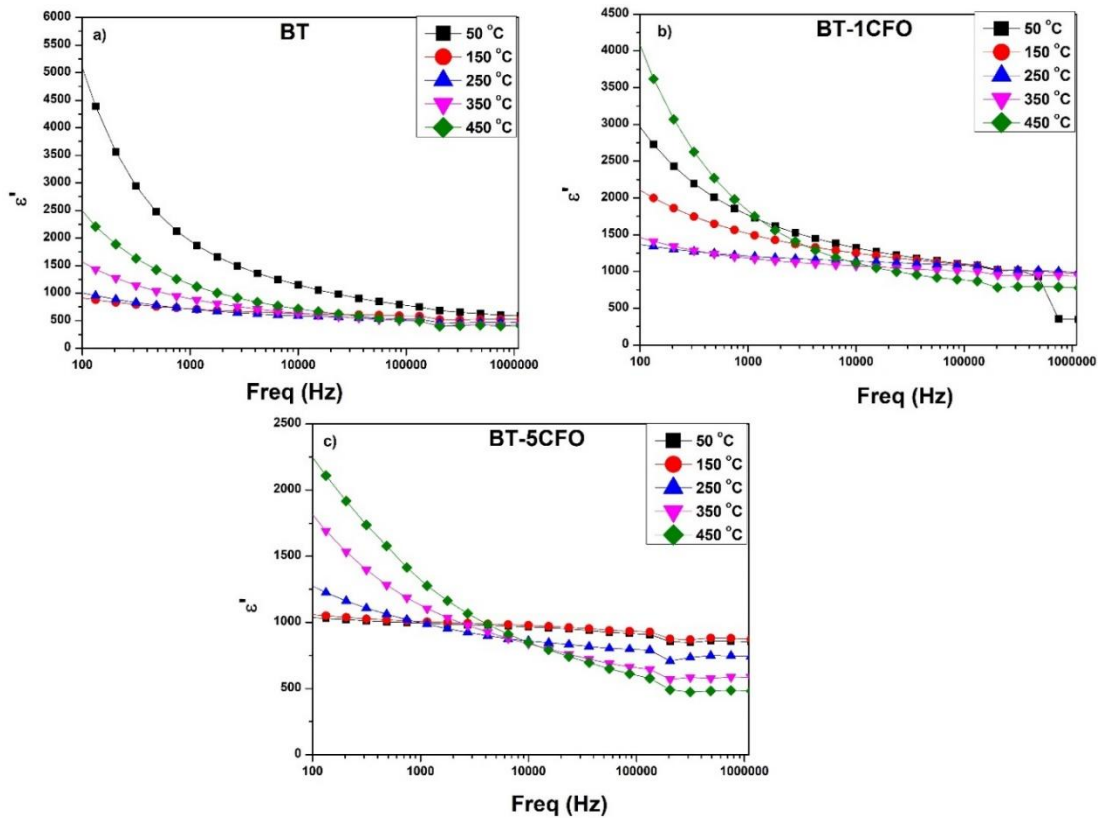 a)
BT
50 °C
150 °C
250 °C
350 °C
450 °C
6000
5500
5000
4500
4000
3500
3000
2500
2000
1500
1000
500
0
ε'
100
1000
10000
100000
1000000
Freq (Hz)
b)
BT-1CFO
50 °C
150 °C
250 °C
350 °C
450 °C
4500
4000
3500
3000
2500
2000
1500
1000
500
0
ε'
100
1000
10000
100000
1000000
Freq (Hz)
c)
BT-5CFO
50 °C
150 °C
250 °C
350 °C
450 °C
2500
2000
1500
1000
500
0
ε'
100
1000
10000
100000
1000000
Freq (Hz)